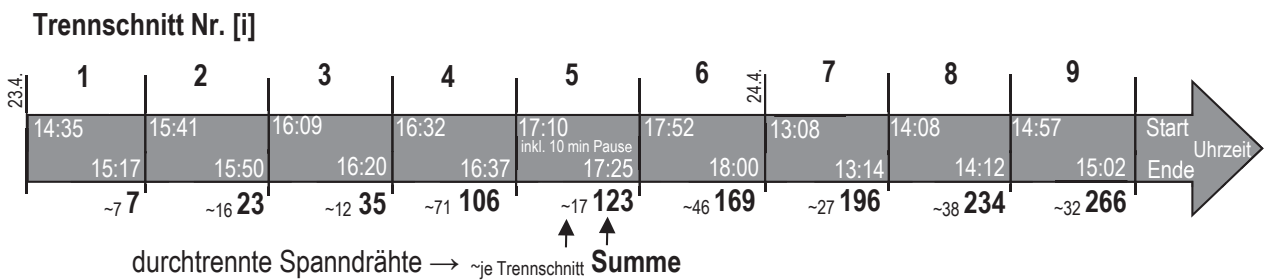 Trennschnitt Nr. [i]
23.4. 1 2 3 4 5 6 24.4. 7 8 9
14:35 15:41 16:09 16:32 17:10 17:52 13:08 14:08 14:57 Start
inkl. 10 min Pause Uhrzeit
15:17 15:50 16:20 16:37 17:25 18:00 13:14 14:12 15:02 Ende
~7 7 ~16 23 ~12 35 ~71 106 ~17 123 ~46 169 ~27 196 ~38 234 ~32 266
durchtrennte Spanndrähte → ~je Trennschnitt Summe